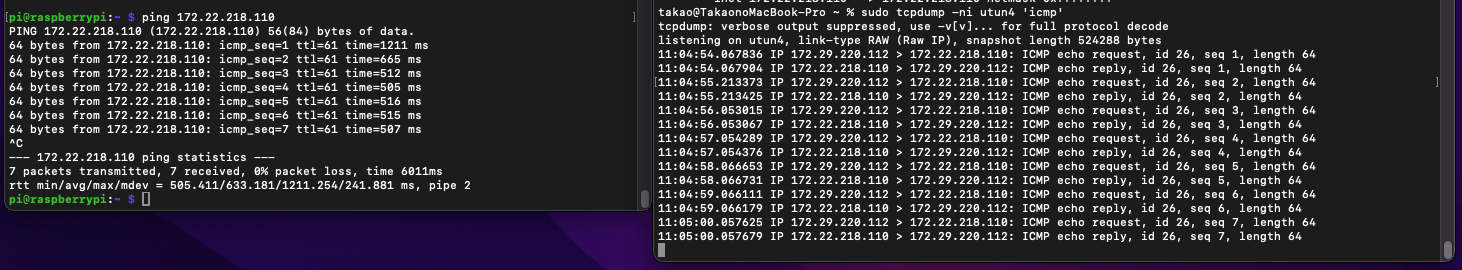 [pi@raspberrypi:~ $ ping 172.22.218.110 ]
PING 172.22.218.110 (172.22.218.110) 56(84) bytes of data.
64 bytes from 172.22.218.110: icmp_seq=1 ttl=61 time=1211 ms
64 bytes from 172.22.218.110: icmp_seq=2 ttl=61 time=665 ms
64 bytes from 172.22.218.110: icmp_seq=3 ttl=61 time=512 ms
64 bytes from 172.22.218.110: icmp_seq=4 ttl=61 time=505 ms
64 bytes from 172.22.218.110: icmp_seq=5 ttl=61 time=516 ms
64 bytes from 172.22.218.110: icmp_seq=6 ttl=61 time=515 ms
64 bytes from 172.22.218.110: icmp_seq=7 ttl=61 time=507 ms
^C
--- 172.22.218.110 ping statistics ---
7 packets transmitted, 7 received, 0% packet loss, time 6011ms
rtt min/avg/max/mdev = 505.411/633.181/1211.254/241.881 ms, pipe 2
pi@raspberrypi:~ $
takao@TakaonoMacBook-Pro ~ % sudo tcpdump -ni utun4 'icmp'
tcpdump: verbose output suppressed, use -v[v]... for full protocol decode
listening on utun4, link-type RAW (Raw IP), snapshot length 524288 bytes
11:04:54.067836 IP 172.29.220.112 > 172.22.218.110: ICMP echo request, id 26, seq 1, length 64
11:04:54.067904 IP 172.22.218.110 > 172.29.220.112: ICMP echo reply, id 26, seq 1, length 64
[11:04:55.213373 IP 172.29.220.112 > 172.22.218.110: ICMP echo request, id 26, seq 2, length 64 ]
11:04:55.213425 IP 172.22.218.110 > 172.29.220.112: ICMP echo reply, id 26, seq 2, length 64
11:04:56.053015 IP 172.29.220.112 > 172.22.218.110: ICMP echo request, id 26, seq 3, length 64
11:04:56.053067 IP 172.22.218.110 > 172.29.220.112: ICMP echo reply, id 26, seq 3, length 64
11:04:57.054289 IP 172.29.220.112 > 172.22.218.110: ICMP echo request, id 26, seq 4, length 64
11:04:57.054376 IP 172.22.218.110 > 172.29.220.112: ICMP echo reply, id 26, seq 4, length 64
11:04:58.066653 IP 172.29.220.112 > 172.22.218.110: ICMP echo request, id 26, seq 5, length 64
11:04:58.066731 IP 172.22.218.110 > 172.29.220.112: ICMP echo reply, id 26, seq 5, length 64
11:04:59.066111 IP 172.29.220.112 > 172.22.218.110: ICMP echo request, id 26, seq 6, length 64
11:04:59.066179 IP 172.22.218.110 > 172.29.220.112: ICMP echo reply, id 26, seq 6, length 64
11:05:00.057625 IP 172.29.220.112 > 172.22.218.110: ICMP echo request, id 26, seq 7, length 64
11:05:00.057679 IP 172.22.218.110 > 172.29.220.112: ICMP echo reply, id 26, seq 7, length 64